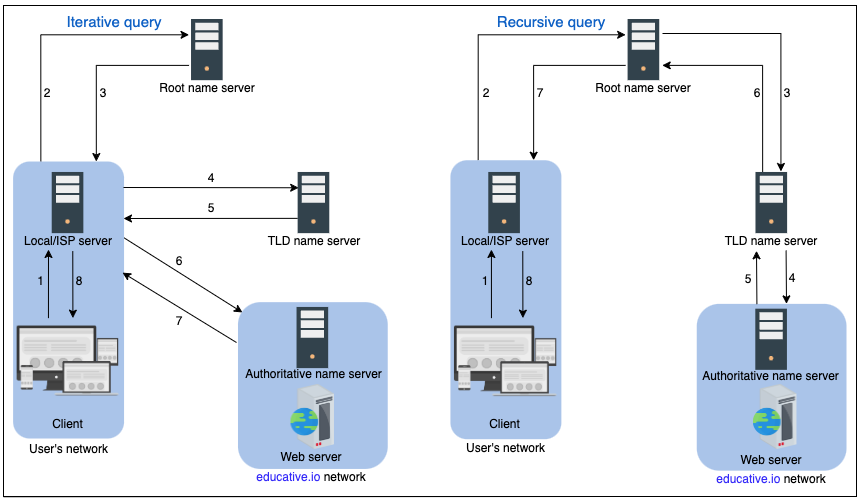 Iterative query
2
3
Root name server
4
5
Local/ISP server
TLD name server
1
8
6
7
Authoritative name server
Client
User's network
Web server
educative.io network
Recursive query
2
7
6
3
Root name server
Local/ISP server
TLD name server
1
8
5
4
Authoritative name server
Client
User's network
Web server
educative.io network